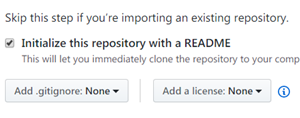 Skip this step if you're importing an existing repository.
Initialize this repository with a README
This will let you immediately clone the repository to your comp
Add .gitignore: None Add a license: None